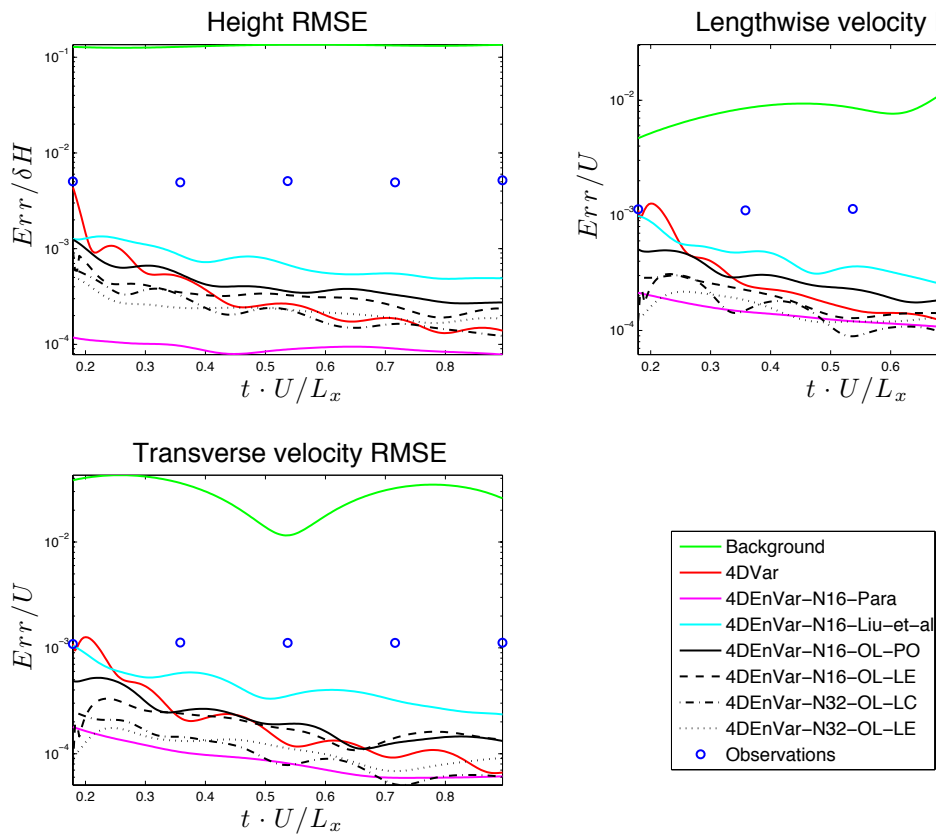 Height RMSE
10⁻¹
10⁻²
10⁻³
10⁻⁴
Err/δH
0.2 0.3 0.4 0.5 0.6 0.7 0.8
t · U/Lₓ
Lengthwise velocity
10⁻²
10⁻³
10⁻⁴
Err/U
0.2 0.3 0.4 0.5 0.6
t · U/Lₓ
Transverse velocity RMSE
10⁻²
10⁻³
10⁻⁴
Err/U
0.2 0.3 0.4 0.5 0.6 0.7 0.8
t · U/Lₓ
Background
4DVar
4DEnVar−N16−Para
4DEnVar−N16−Liu−et−al
4DEnVar−N16−OL−PO
4DEnVar−N16−OL−LE
4DEnVar−N32−OL−LC
4DEnVar−N32−OL−LE
Observations